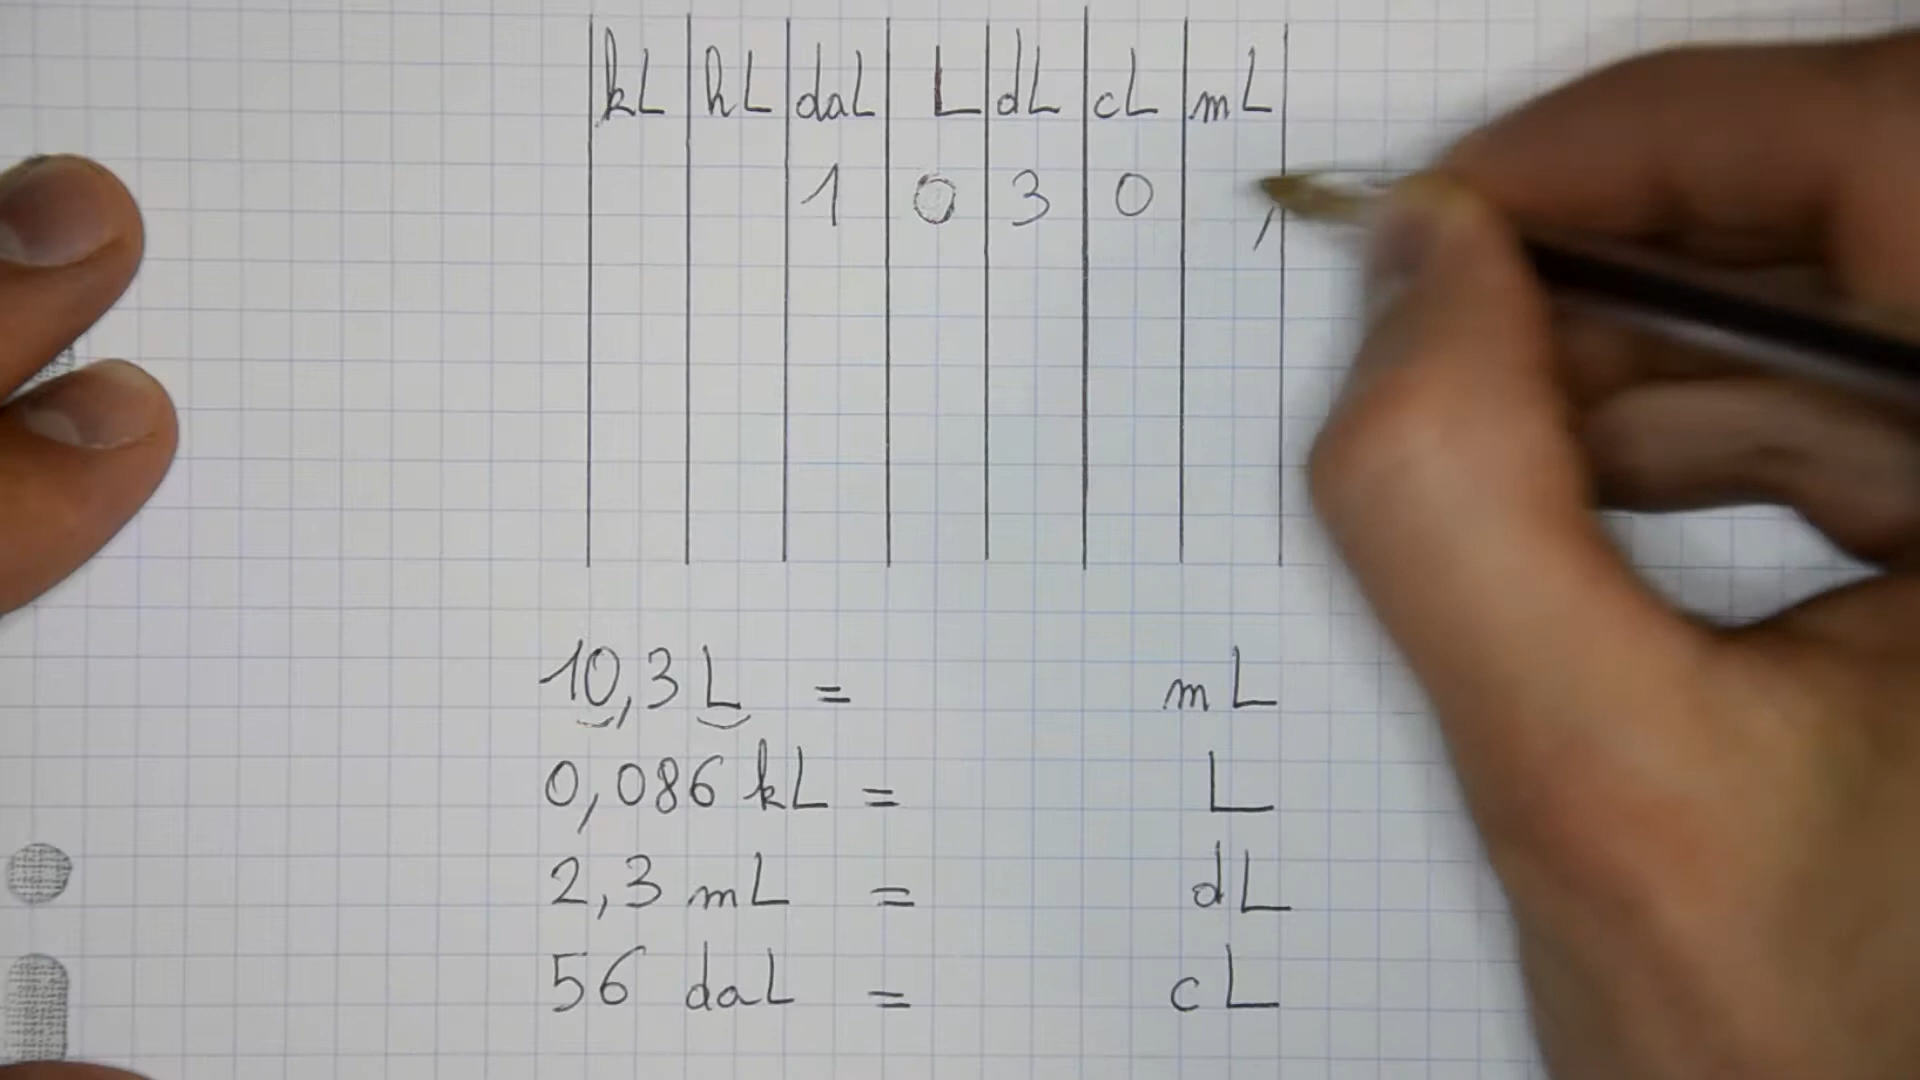 kL hL daL L dL cL mL
1 0 3 0 ,
10,3 L = mL
0,086 kL = L
2,3 mL = dL
56 daL = cL